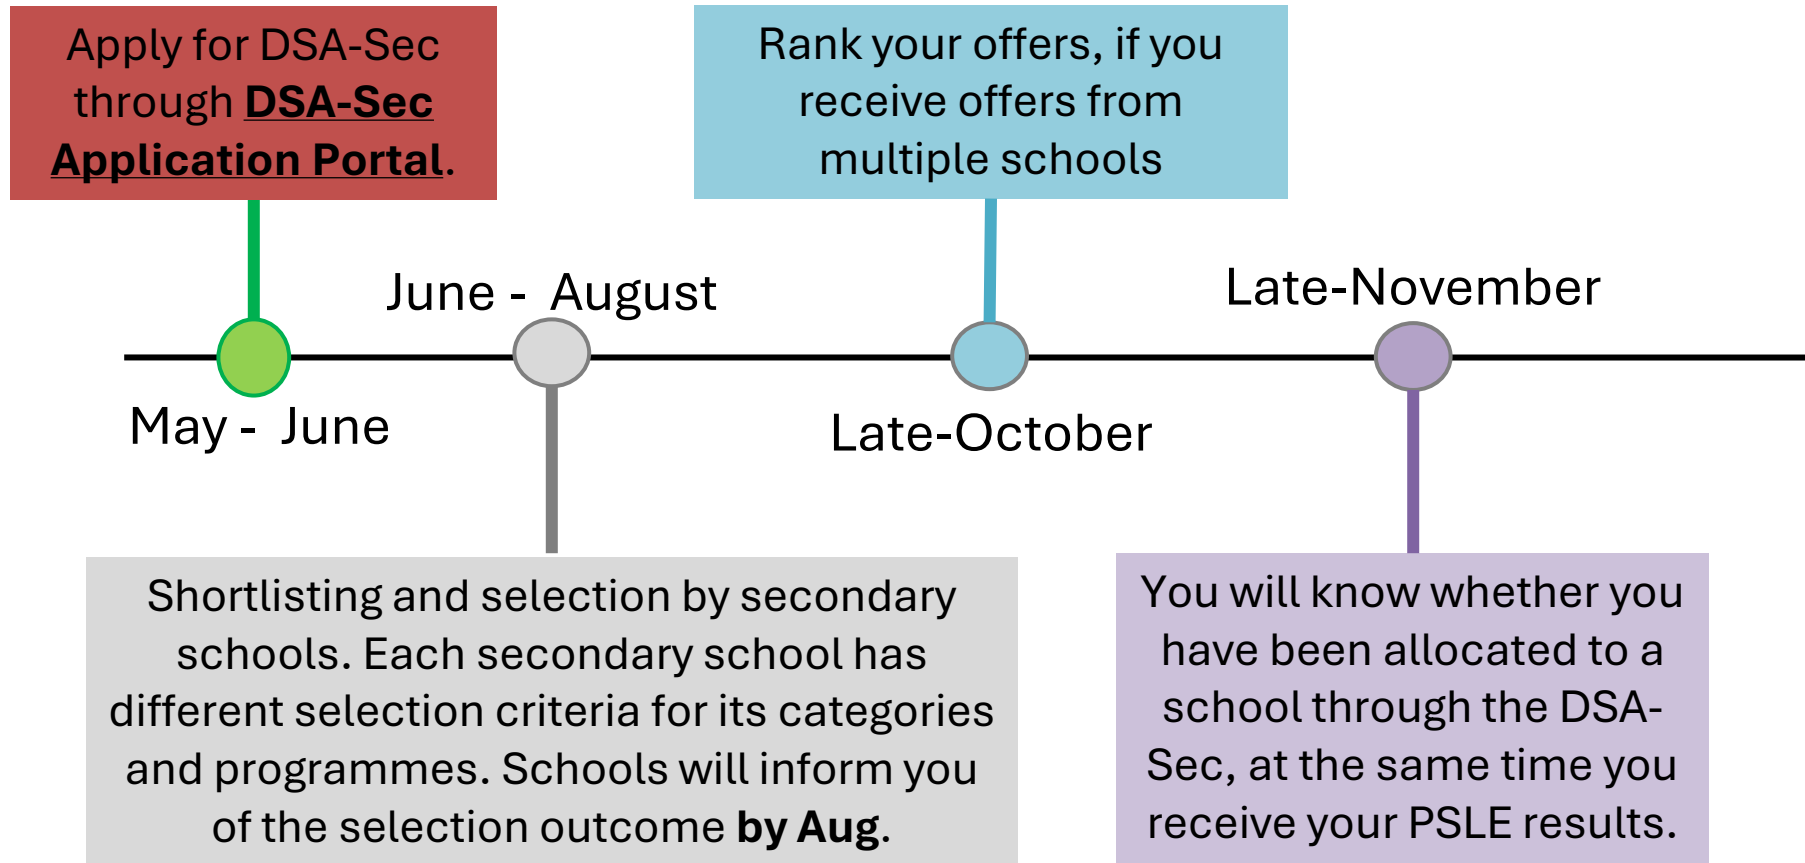 Apply for DSA-Sec
through DSA-Sec
Application Portal.
Rank your offers, if you
receive offers from
multiple schools
June - August
Late-November
May - June
Late-October
Shortlisting and selection by secondary
schools. Each secondary school has
different selection criteria for its categories
and programmes. Schools will inform you
of the selection outcome by Aug.
You will know whether you
have been allocated to a
school through the DSA-
Sec, at the same time you
receive your PSLE results.